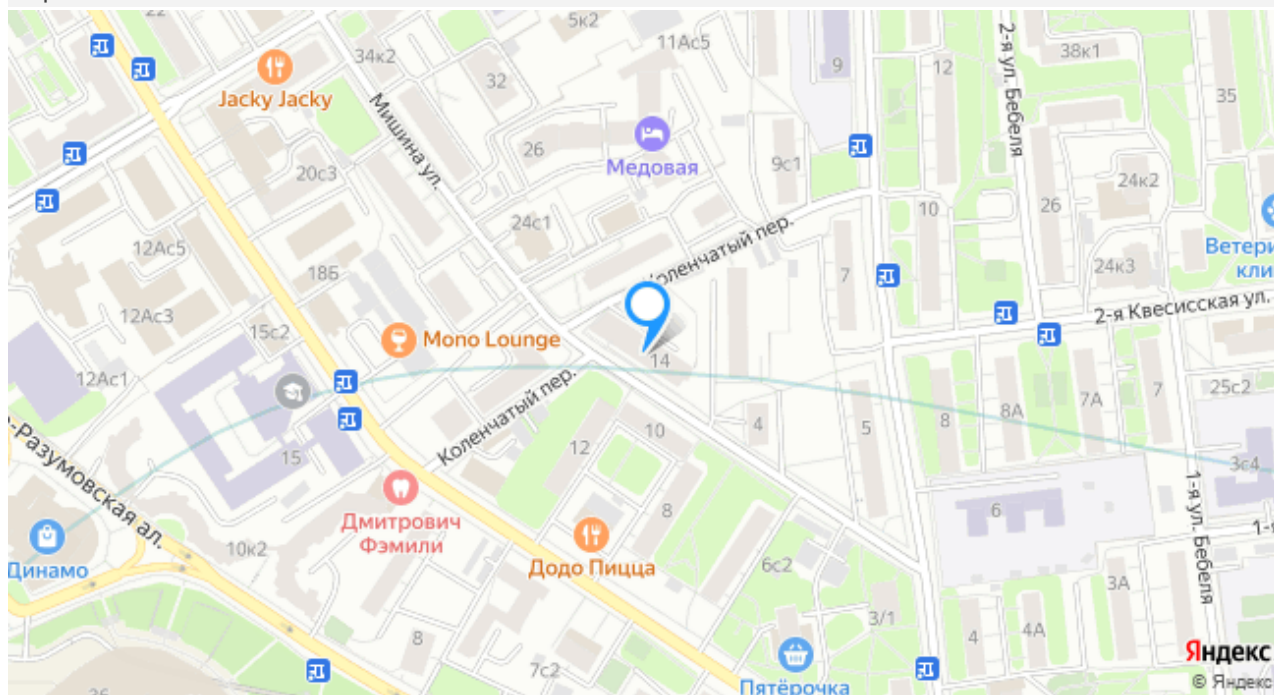 5к2
11Ас5
38к1
34к2
9
12
2-я ул. Бебеля
Jacky Jacky
32
35
Мишина ул.
26
Медовая
9с1
20с3
24к2
24с1
10
26
12Ас5
Коленчатый пер.
Ветери
кли
18Б
7
24к3
12Ас3
15с2
2-я Квесисская ул.
Mono Lounge
14
12Ас1
Коленчатый пер.
7
25с2
7А
8А
8
4
5
10
12
15
-Разумовская ал.
3с4
Дмитрович
Фэмили
8
6
1-я ул. Бебеля
10к2
Динамо
Додо Пицца
6с2
3А
3/1
4
4А
8
7с2
Пятёрочка
Яндекс
© Яндекс